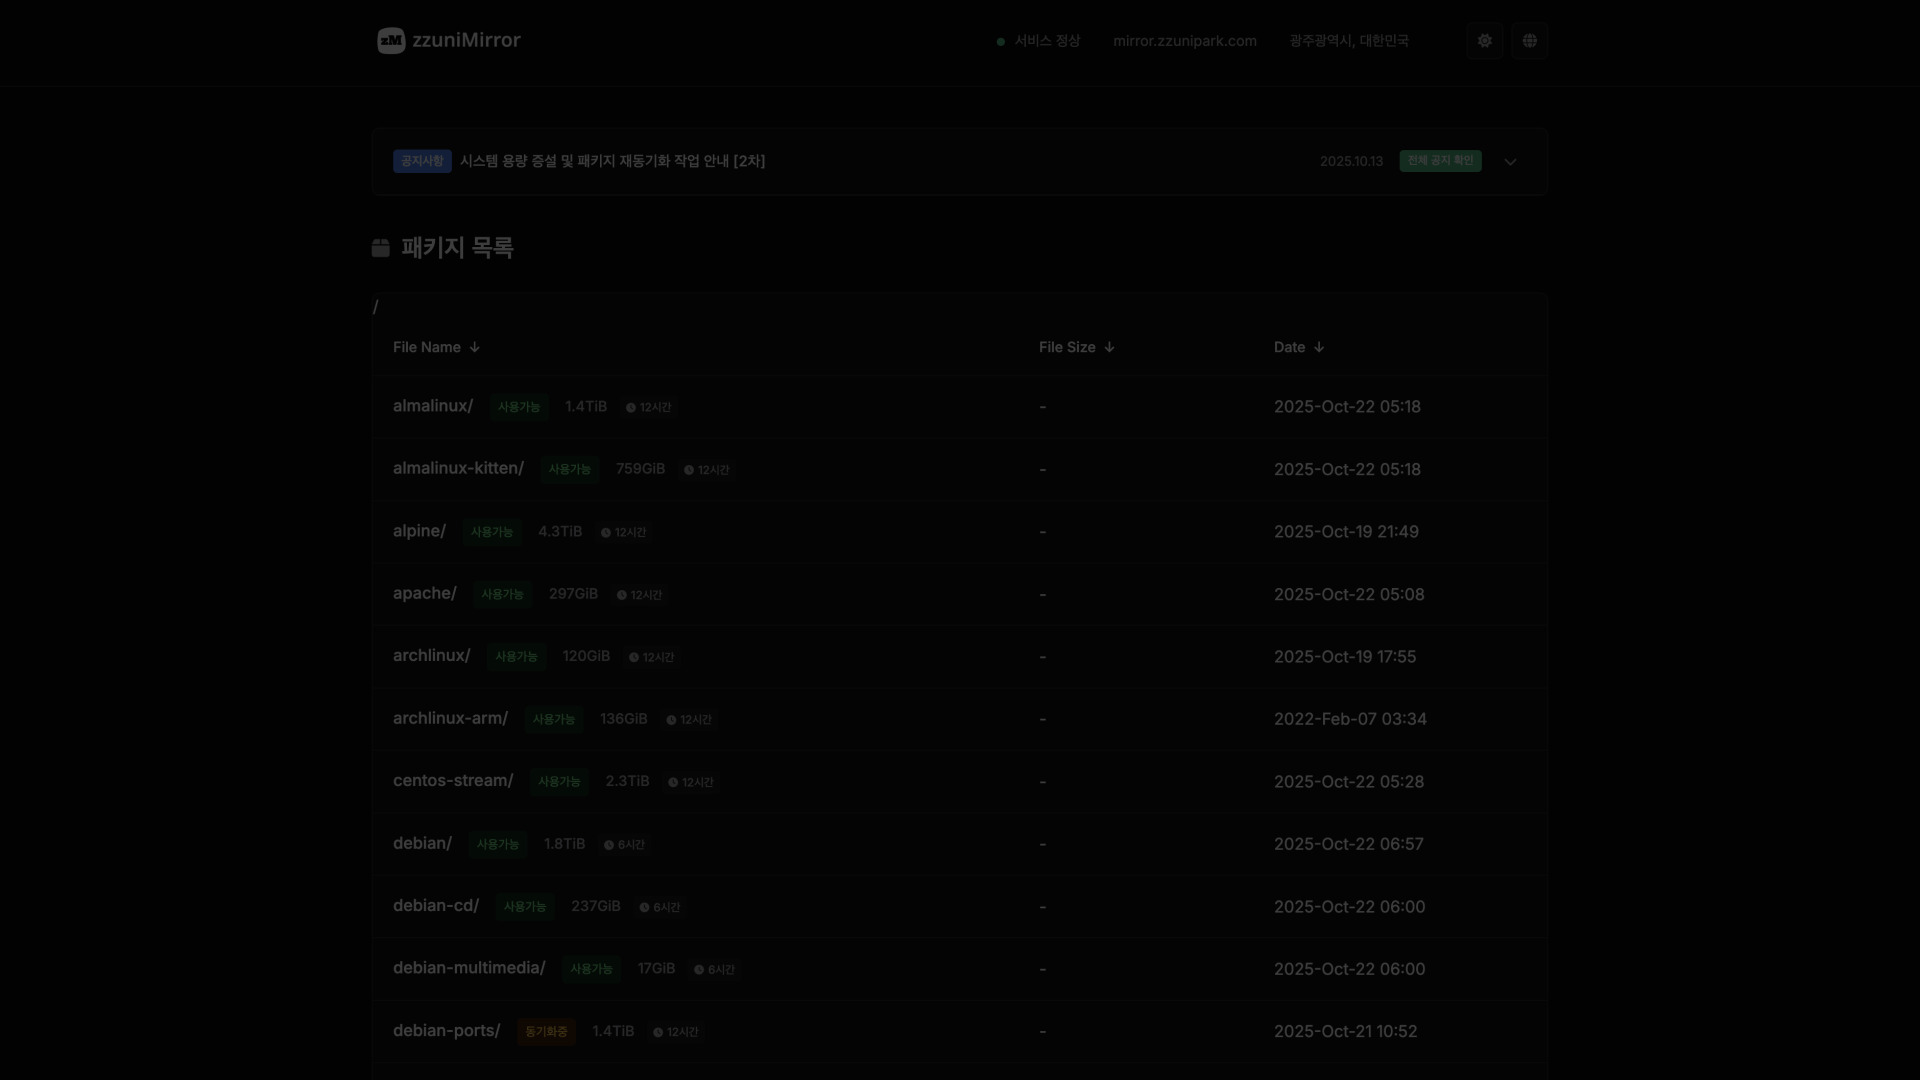 zM zzuniMirror
서비스 정상 mirror.zzunipark.com 광주광역시, 대한민국
공지사항 시스템 용량 증설 및 패키지 재동기화 작업 안내 [2차] 2025.10.13 전체 공지 확인
패키지 목록
/
File Name ↓ File Size ↓ Date ↓
almalinux/ 사용가능 1.4TiB 12시간 - 2025-Oct-22 05:18
almalinux-kitten/ 사용가능 759GiB 12시간 - 2025-Oct-22 05:18
alpine/ 사용가능 4.3TiB 12시간 - 2025-Oct-19 21:49
apache/ 사용가능 297GiB 12시간 - 2025-Oct-22 05:08
archlinux/ 사용가능 120GiB 12시간 - 2025-Oct-19 17:55
archlinux-arm/ 사용가능 136GiB 12시간 - 2022-Feb-07 03:34
centos-stream/ 사용가능 2.3TiB 12시간 - 2025-Oct-22 05:28
debian/ 사용가능 1.8TiB 6시간 - 2025-Oct-22 06:57
debian-cd/ 사용가능 237GiB 6시간 - 2025-Oct-22 06:00
debian-multimedia/ 사용가능 17GiB 6시간 - 2025-Oct-22 06:00
debian-ports/ 동기화중 1.4TiB 12시간 - 2025-Oct-21 10:52